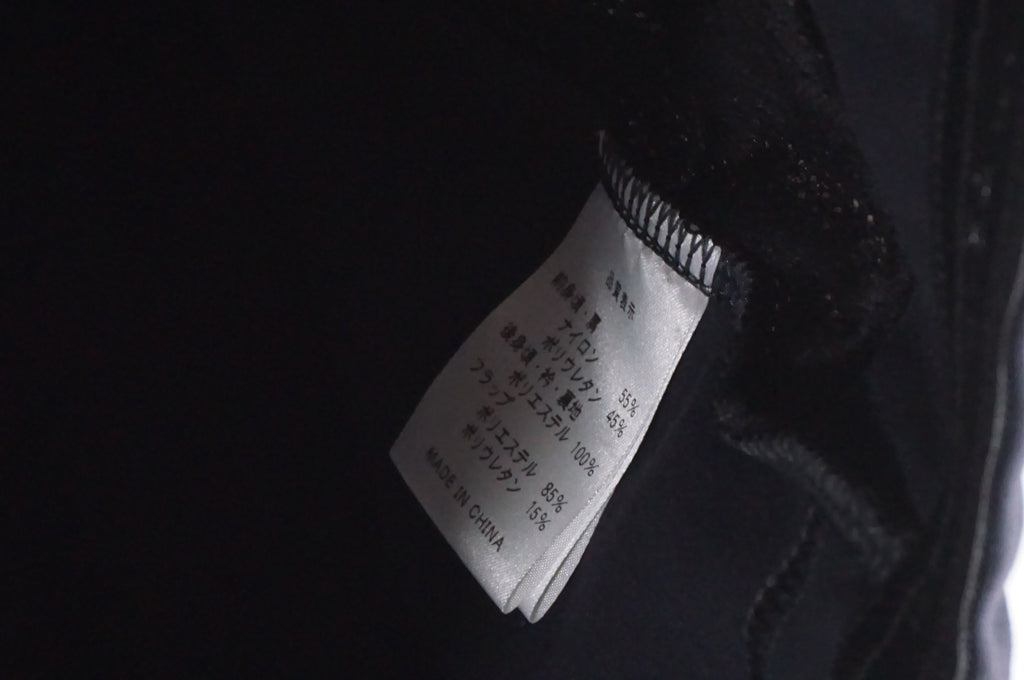 品質表示
前身頃・肩
ナイロン 55%
ポリウレタン 45%
後身頃・衿・裏地
ポリエステル 100%
フラップ
ポリエステル 85%
ポリウレタン 15%
MADE IN CHINA